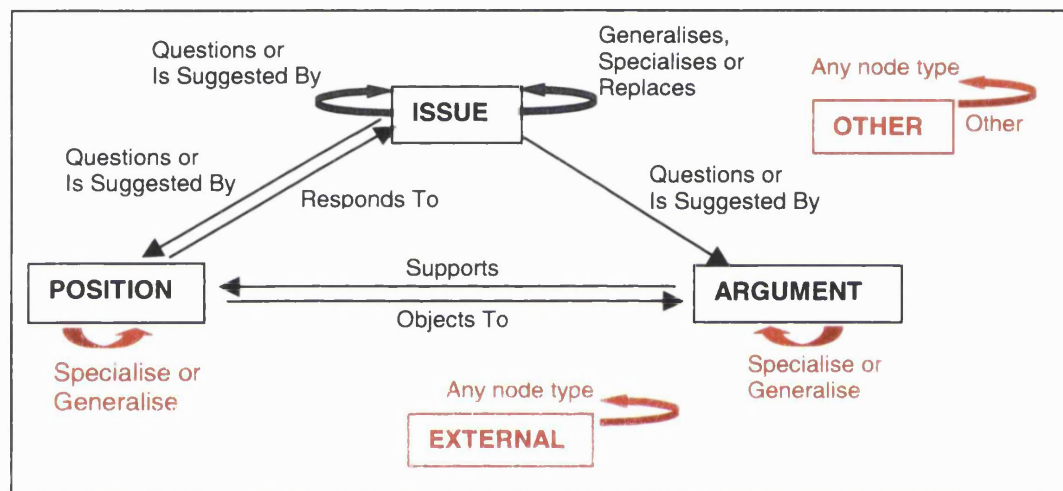 Questions or
Is Suggested By
Generalises,
Specialises or
Replaces
Any node type
ISSUE
OTHER
Other
Questions or
Is Suggested By
Responds To
Questions or
Is Suggested By
POSITION
Supports
ARGUMENT
Objects To
Specialise or
Generalise
Specialise or
Generalise
Any node type
EXTERNAL